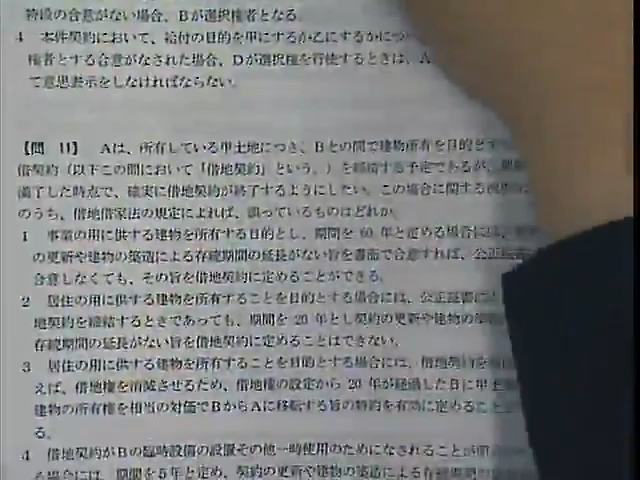 特段の合意がない場合、Bが選択権者となる。
4 本件契約において、給付の目的を甲にするか乙にするかにつ
権者とする合意がなされた場合、Dが選択権を行使するときは、A
て意思表示をしなければならない。
【問 11】 Aは、所有している甲土地につき、Bとの間で建物所有を目的とす
借契約（以下この問において「借地契約」という。）を締結する予定であるが、期間
満了した時点で、確実に借地契約が終了するようにしたい。この場合に関する次の
のうち、借地借家法の規定によれば、誤っているものはどれか。
1 事業の用に供する建物を所有する目的とし、期間を 60 年と定める場合には、
の更新や建物の築造による存続期間の延長がない旨を書面で合意すれば、公正証書
合意しなくても、その旨を借地契約に定めることができる。
2 居住の用に供する建物を所有することを目的とする場合には、公正証書によ
地契約を締結するときであっても、期間を 20 年とし契約の更新や建物の築造
存続期間の延長がない旨を借地契約に定めることはできない。
3 居住の用に供する建物を所有することを目的とする場合には、借地契約を
えば、借地権を消滅させるため、借地権の設定から 20 年が経過した日に甲土
建物の所有権を相当の対価でBからAに移転する旨の特約を有効に定めること
る。
4 借地契約がBの臨時設備の設置その他一時使用のためになされることが
な場合には、期間を5年と定め、契約の更新や建物の築造による存続期間